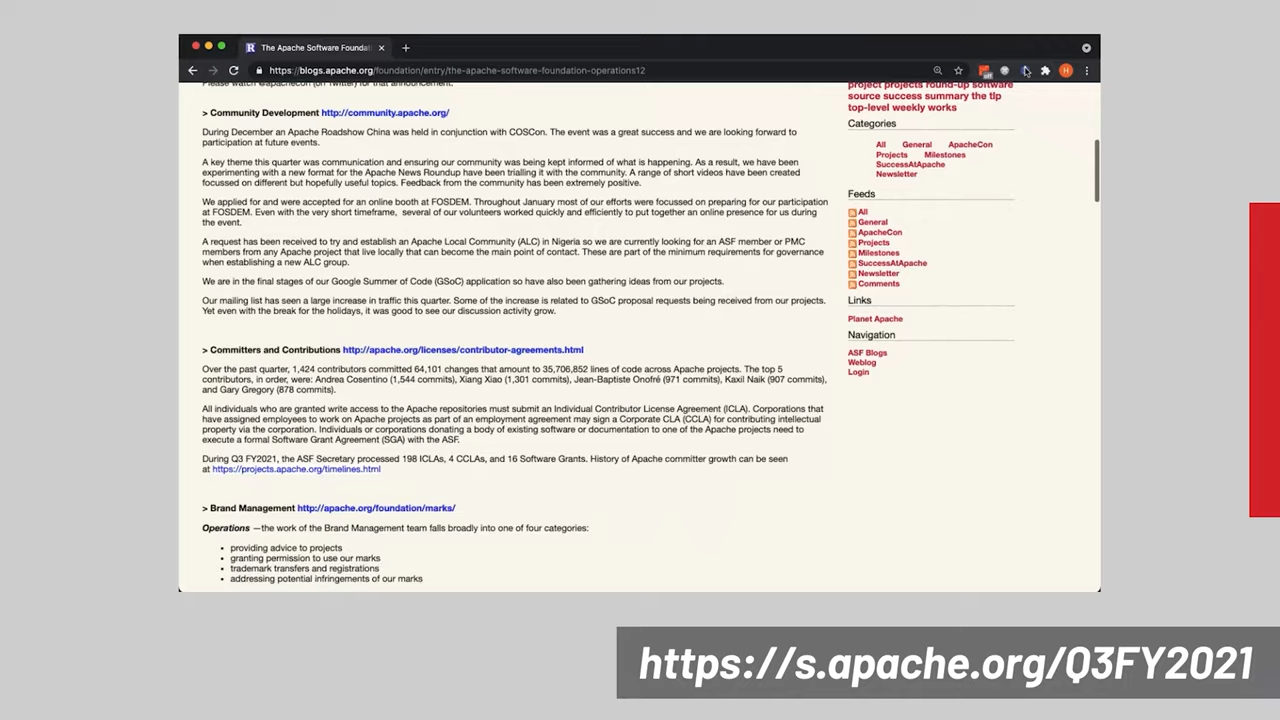 The Apache Software Founda
https://blogs.apache.org/foundation/entry/the-apache-software-foundation-operations12
Please watch @apachecon (on Twitter) for that announcement.
> Community Development http://community.apache.org/
During December an Apache Roadshow China was held in conjunction with COSCon. The event was a great success and we are looking forward to
participation at future events.
A key theme this quarter was communication and ensuring our community was being kept informed of what is happening. As a result, we have been
experimenting with a new format for the Apache News Roundup have been trialling it with the community. A range of short videos have been created
focussed on different but hopefully useful topics. Feedback from the community has been extremely positive.
We applied for and were accepted for an online booth at FOSDEM. Throughout January most of our efforts were focussed on preparing for our participation
at FOSDEM. Even with the very short timeframe, several of our volunteers worked quickly and efficiently to put together an online presence for us during
the event.
A request has been received to try and establish an Apache Local Community (ALC) in Nigeria so we are currently looking for an ASF member or PMC
members from any Apache project that live locally that can become the main point of contact. These are part of the minimum requirements for governance
when establishing a new ALC group.
We are in the final stages of our Google Summer of Code (GSoC) application so have also been gathering ideas from our projects.
Our mailing list has seen a large increase in traffic this quarter. Some of the increase is related to GSoC proposal requests being received from our projects.
Yet even with the break for the holidays, it was good to see our discussion activity grow.
> Committers and Contributions http://apache.org/licenses/contributor-agreements.html
Over the past quarter, 1,424 contributors committed 64,101 changes that amount to 35,706,852 lines of code across Apache projects. The top 5
contributors, in order, were: Andrea Cosentino (1,544 commits), Xiang Xiao (1,301 commits), Jean-Baptiste Onofré (971 commits), Kaxil Naik (907 commits),
and Gary Gregory (878 commits).
All individuals who are granted write access to the Apache repositories must submit an Individual Contributor License Agreement (ICLA). Corporations that
have assigned employees to work on Apache projects as part of an employment agreement may sign a Corporate CLA (CCLA) for contributing intellectual
property via the corporation. Individuals or corporations donating a body of existing software or documentation to one of the Apache projects need to
execute a formal Software Grant Agreement (SGA) with the ASF.
During Q3 FY2021, the ASF Secretary processed 198 ICLAs, 4 CCLAs, and 16 Software Grants. History of Apache committer growth can be seen
at https://projects.apache.org/timelines.html
> Brand Management http://apache.org/foundation/marks/
Operations —the work of the Brand Management team falls broadly into one of four categories:
• providing advice to projects
• granting permission to use our marks
• trademark transfers and registrations
• addressing potential infringements of our marks
project projects round-up software
source success summary the tlp
top-level weekly works
Categories
All General ApacheCon
Projects Milestones
SuccessAtApache
Newsletter
Feeds
All
General
ApacheCon
Projects
Milestones
SuccessAtApache
Newsletter
Comments
Links
Planet Apache
Navigation
ASF Blogs
Weblog
Login
https://s.apache.org/Q3FY2021